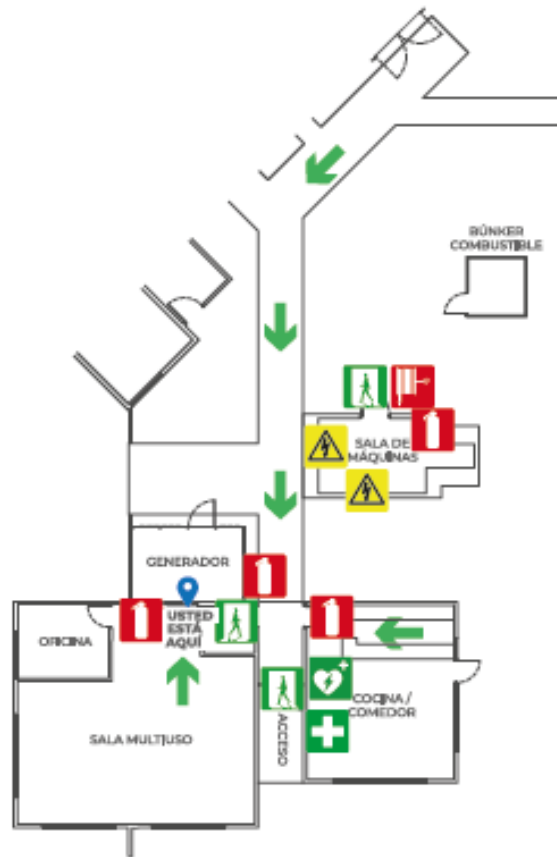 BÚNKER
COMBUSTIBLE
SALA DE
MÁQUINAS
GENERADOR
USTED
ESTÁ
AQUÍ
OFICINA
COCINA /
COMEDOR
SALA MULTIUSO
ACCESO